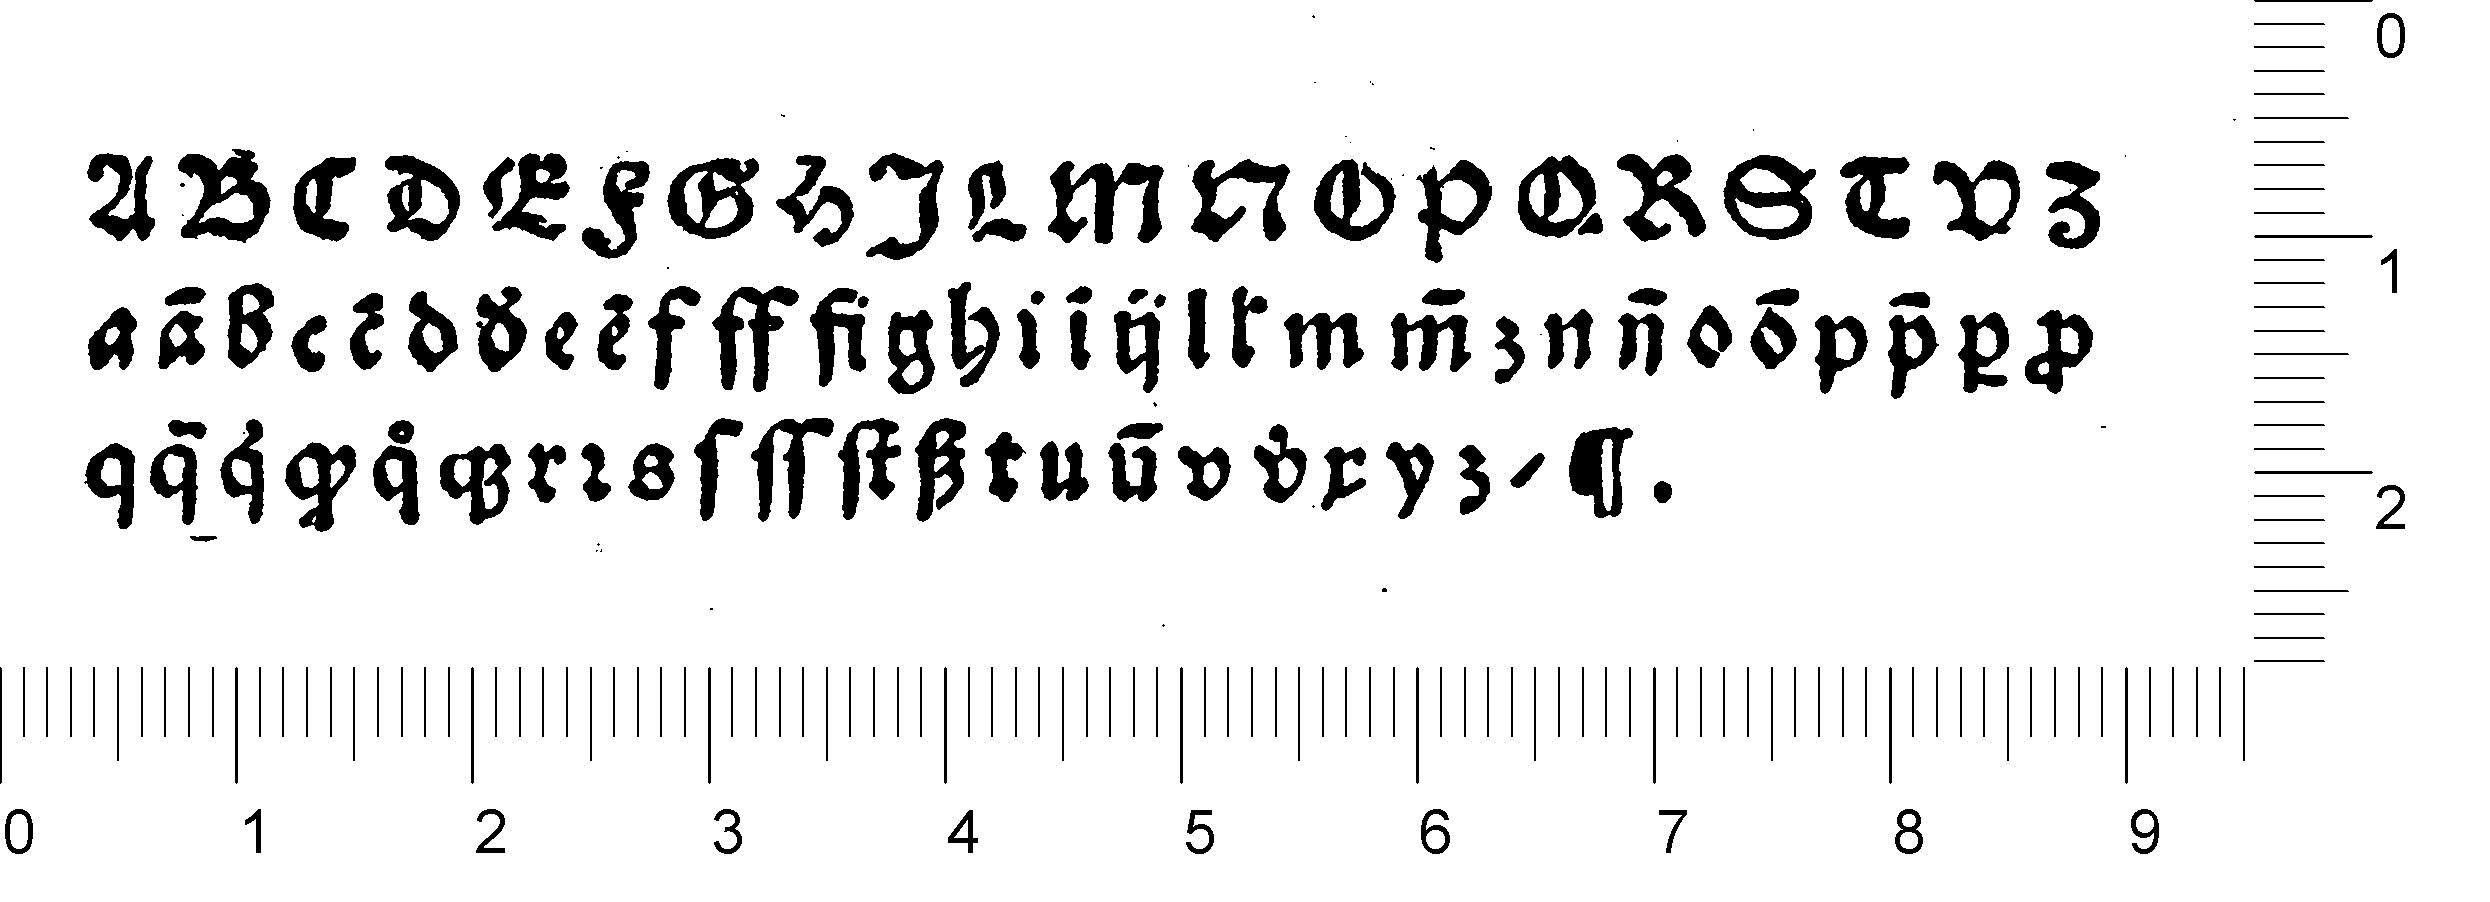 A B C D E F G H J L M N O P Q R S T V Z
a ā b c c̄ d d̄ e ē f ff fi g h i ī ij l lͬ m m̄ ꝫ n n̄ o ō p p̄ ꝑ ꝓ
q q̄ q́ ꝙ q̊ qꝫ r ꝛ s ſ ſſ ſt ß t u ū v v̊ x y z / ¶ .
0 1 2 3 4 5 6 7 8 9
0
1
2